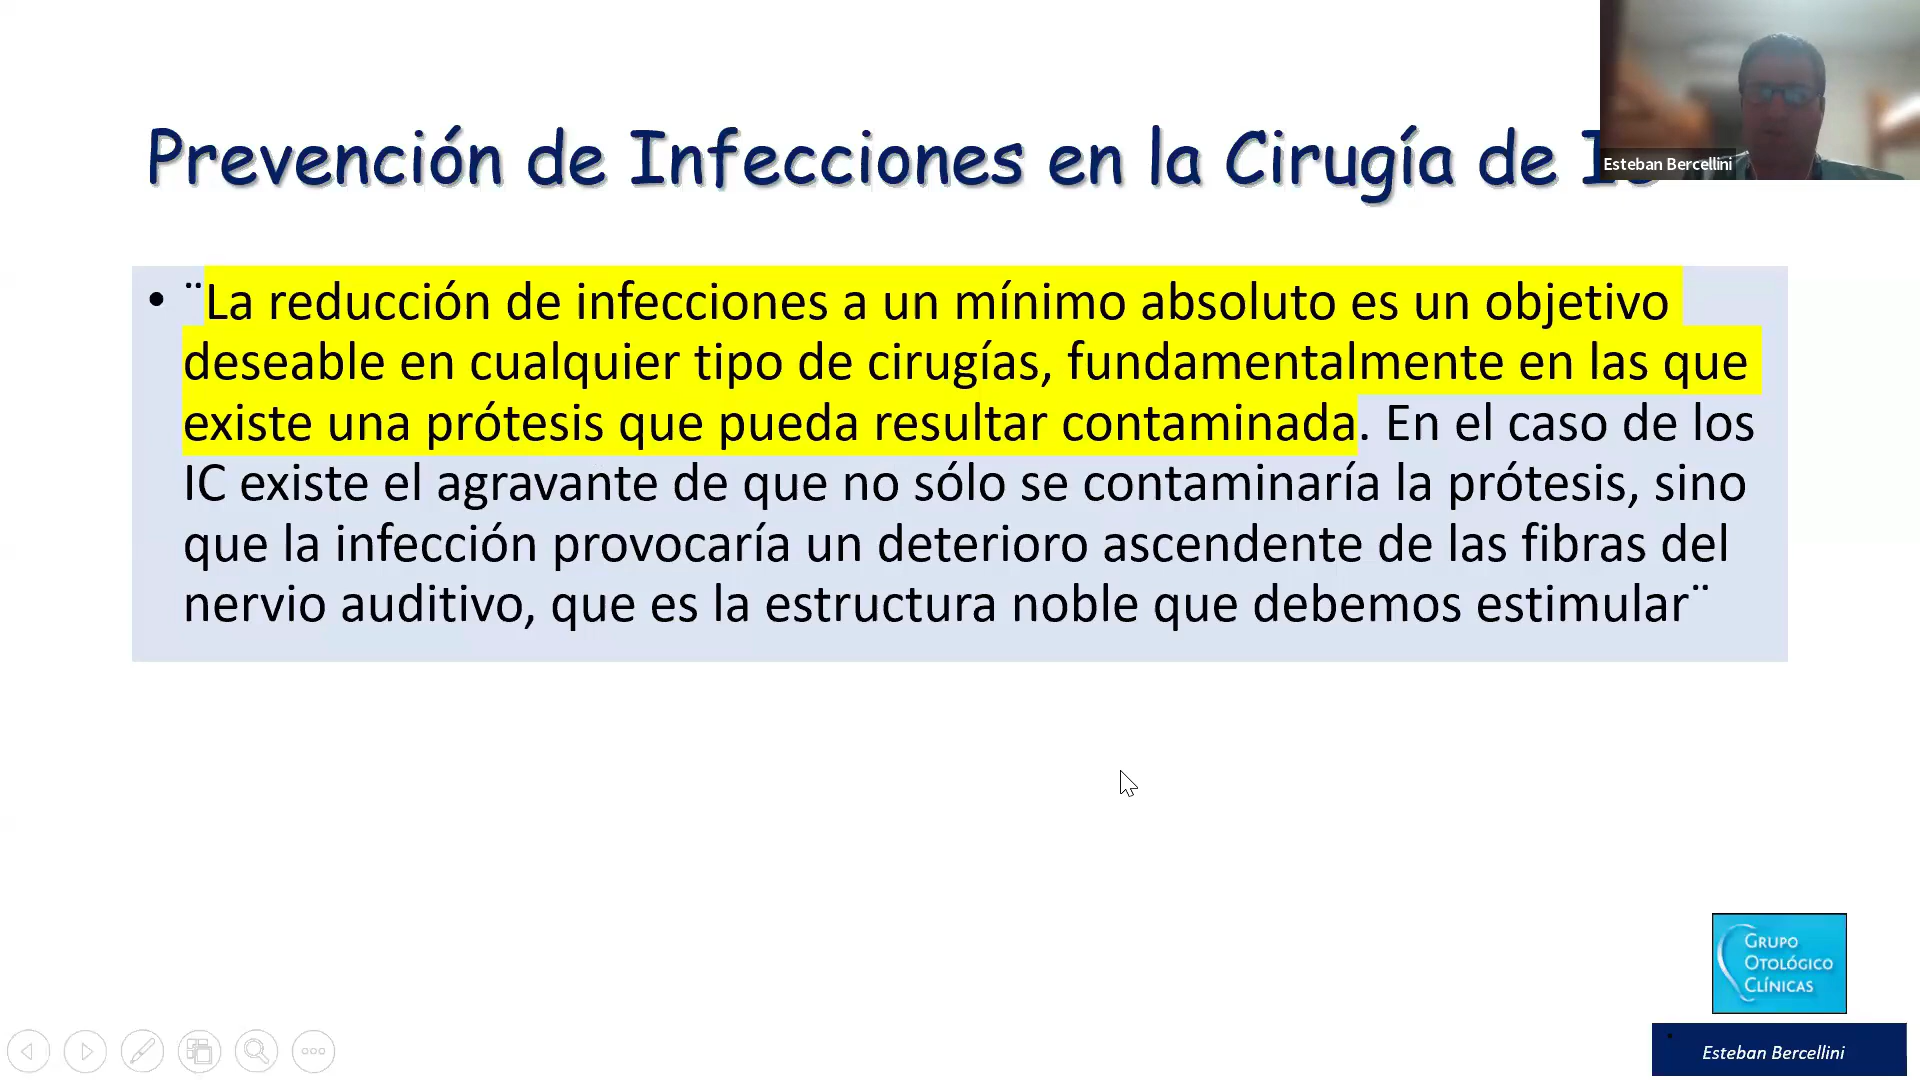 Prevención de Infecciones en la Cirugía de
Esteban Bercellini
• ¨La reducción de infecciones a un mínimo absoluto es un objetivo
deseable en cualquier tipo de cirugías, fundamentalmente en las que
existe una prótesis que pueda resultar contaminada. En el caso de los
IC existe el agravante de que no sólo se contaminaría la prótesis, sino
que la infección provocaría un deterioro ascendente de las fibras del
nervio auditivo, que es la estructura noble que debemos estimular¨
GRUPO
OTOLÓGICO
CLÍNICAS
Esteban Bercellini